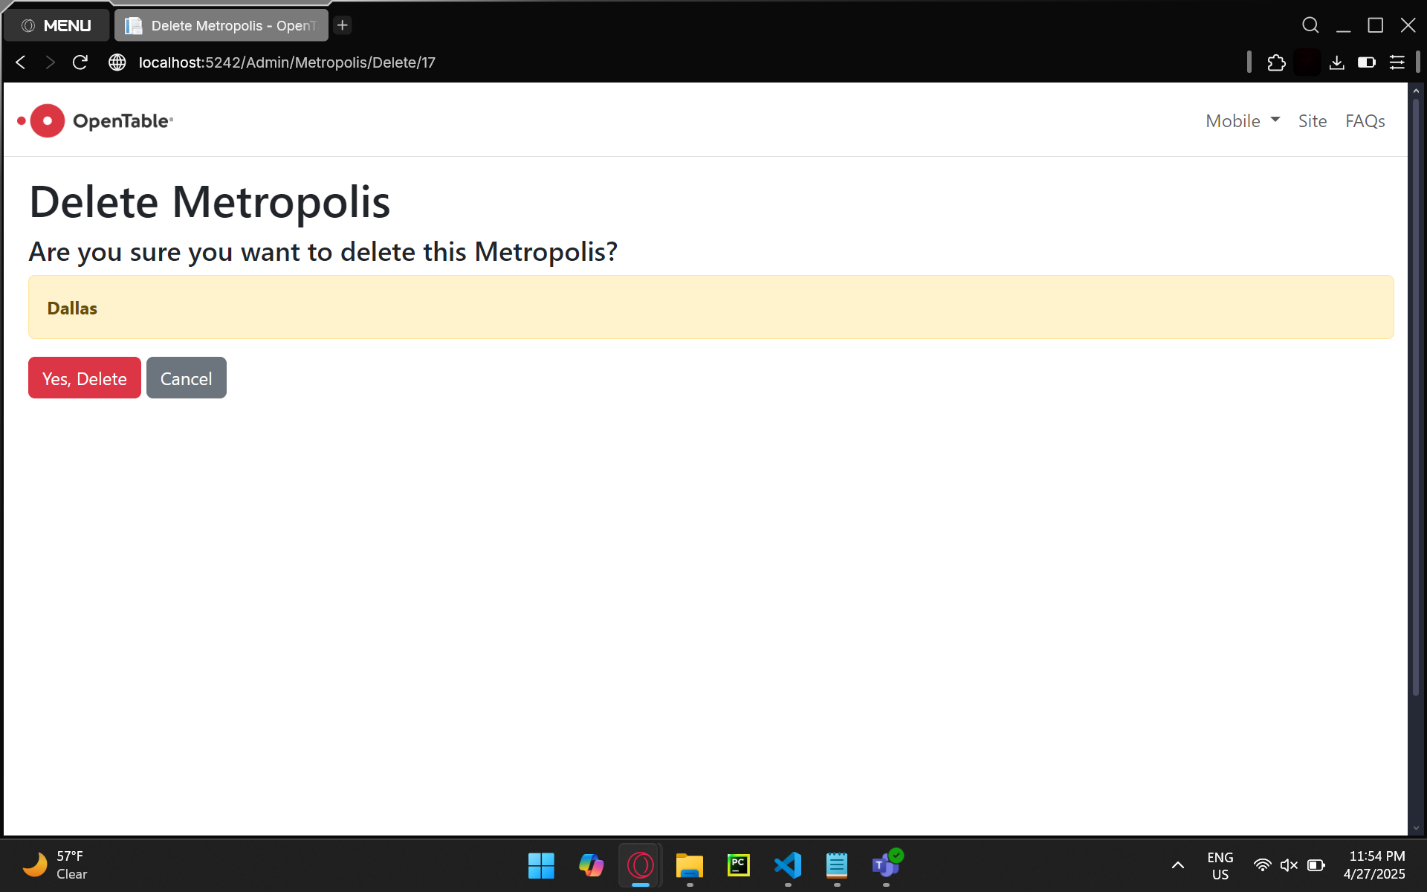 MENU
Delete Metropolis - OpenT
localhost:5242/Admin/Metropolis/Delete/17
OpenTable
Mobile
Site
FAQs
Delete Metropolis
Are you sure you want to delete this Metropolis?
Dallas
Yes, Delete
Cancel
57°F
Clear
PC
T
ENG
US
11:54 PM
4/27/2025